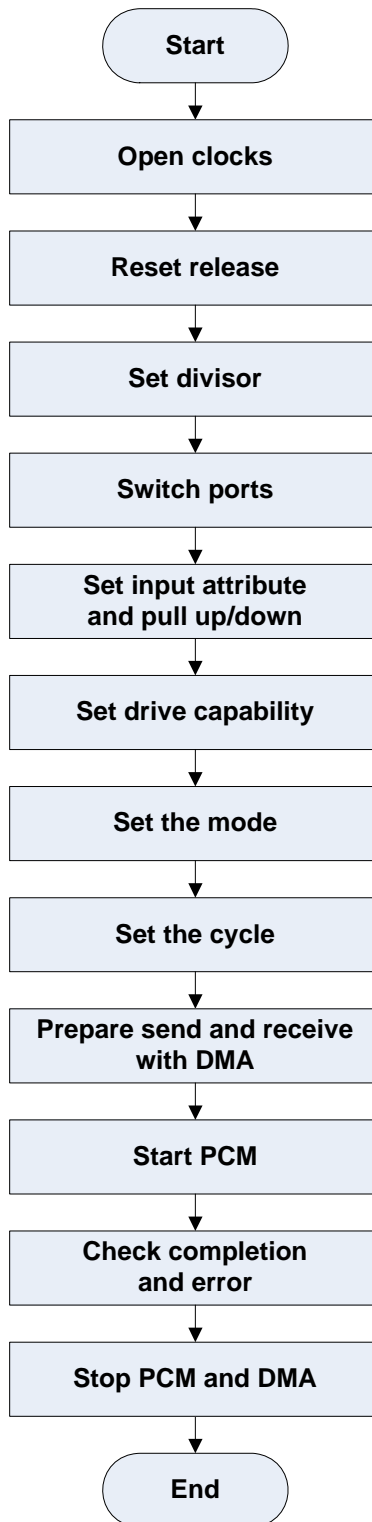 Start
Open clocks
Reset release
Set divisor
Switch ports
Set input attribute
and pull up/down
Set drive capability
Set the mode
Set the cycle
Prepare send and receive
with DMA
Start PCM
Check completion
and error
Stop PCM and DMA
End